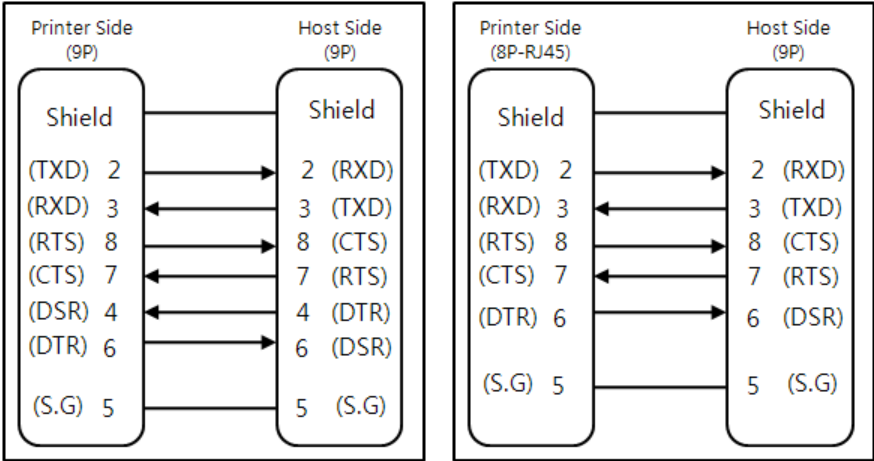 Printer Side
(9P)
Host Side
(9P)
Shield
Shield
(TXD) 2
2 (RXD)
(RXD) 3
3 (TXD)
(RTS) 8
8 (CTS)
(CTS) 7
7 (RTS)
(DSR) 4
4 (DTR)
(DTR) 6
6 (DSR)
(S.G) 5
5 (S.G)
Printer Side
(8P-RJ45)
Host Side
(9P)
Shield
Shield
(TXD) 2
2 (RXD)
(RXD) 3
3 (TXD)
(RTS) 8
8 (CTS)
(CTS) 7
7 (RTS)
(DTR) 6
6 (DSR)
(S.G) 5
5 (S.G)